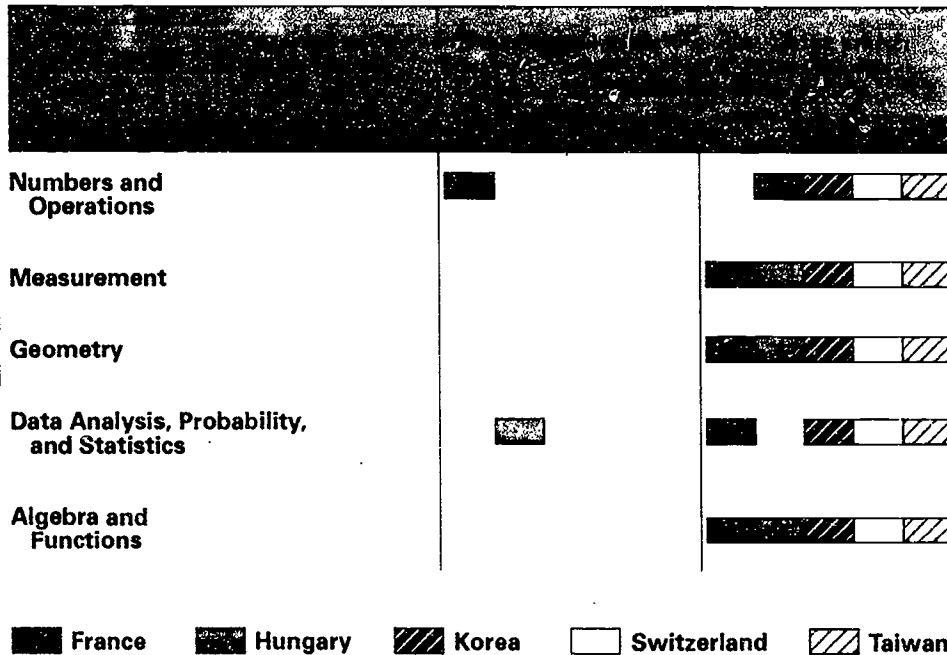 Numbers and
Operations
Measurement
Geometry
Data Analysis, Probability,
and Statistics
Algebra and
Functions
France Hungary Korea Switzerland Taiwan